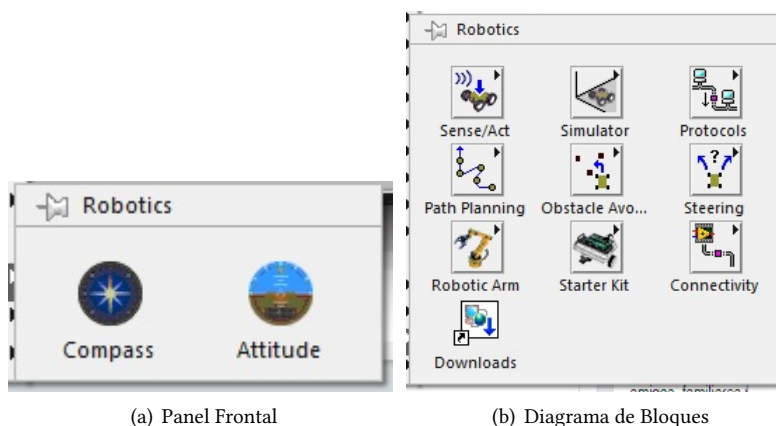 Robotics
Compass Attitude
(a) Panel Frontal
Robotics
Sense/Act Simulator Protocols
Path Planning Obstacle Avo... Steering
Robotic Arm Starter Kit Connectivity
Downloads
(b) Diagrama de Bloques